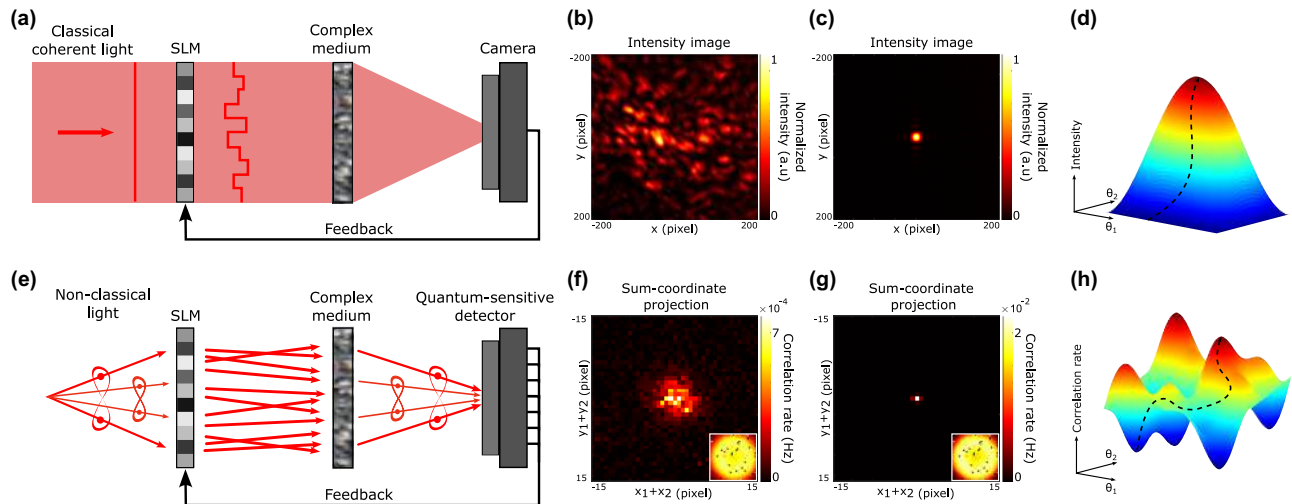 (a)
Classical
coherent light
SLM
Complex
medium
Camera
Feedback
(b)
Intensity image
-200
y (pixel)
200
-200
x (pixel)
200
1
Normalized
intensity (a.u)
0
(c)
Intensity image
-200
y (pixel)
200
-200
x (pixel)
200
1
Normalized
intensity (a.u)
0
(d)
Intensity
θ2
θ1
(e)
Non-classical
light
SLM
Complex
medium
Quantum-sensitive
detector
Feedback
(f)
Sum-coordinate
projection
-15
y1+y2 (pixel)
15
-15
x1+x2 (pixel)
15
× 10-4
7
Correlation rate (Hz)
0
(g)
Sum-coordinate
projection
-15
y1+y2 (pixel)
15
-15
x1+x2 (pixel)
15
× 10-2
2
Correlation rate (Hz)
0
(h)
Correlation rate
θ2
θ1